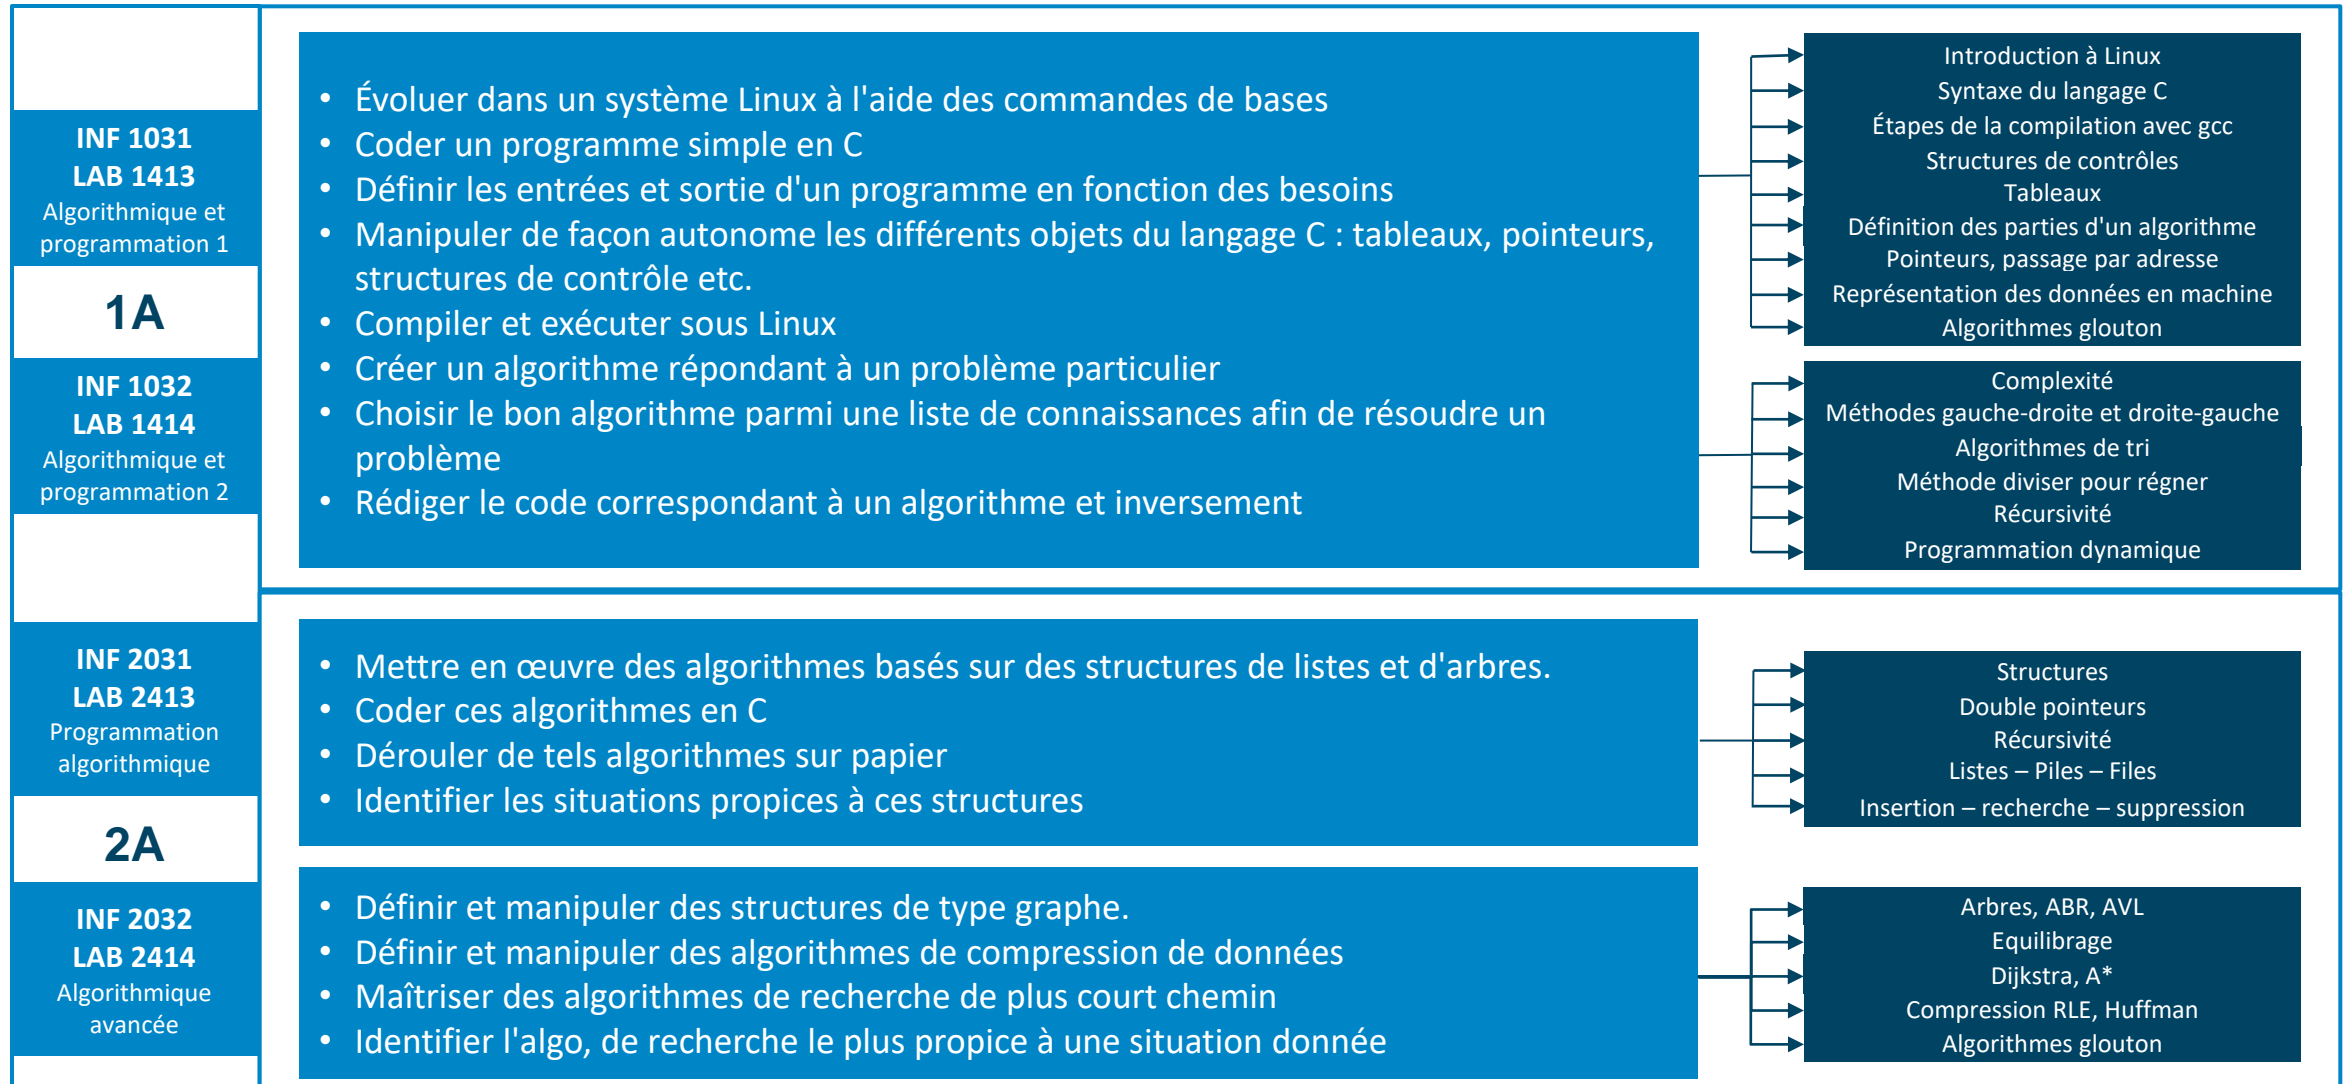 INF 1031
LAB 1413
Algorithmique et
programmation 1
1A
INF 1032
LAB 1414
Algorithmique et
programmation 2
• Évoluer dans un système Linux à l'aide des commandes de bases
• Coder un programme simple en C
• Définir les entrées et sortie d'un programme en fonction des besoins
• Manipuler de façon autonome les différents objets du langage C : tableaux, pointeurs,
structures de contrôle etc.
• Compiler et exécuter sous Linux
• Créer un algorithme répondant à un problème particulier
• Choisir le bon algorithme parmi une liste de connaissances afin de résoudre un
problème
• Rédiger le code correspondant à un algorithme et inversement
Introduction à Linux
Syntaxe du langage C
Étapes de la compilation avec gcc
Structures de contrôles
Tableaux
Définition des parties d'un algorithme
Pointeurs, passage par adresse
Représentation des données en machine
Algorithmes glouton
Complexité
Méthodes gauche-droite et droite-gauche
Algorithmes de tri
Méthode diviser pour régner
Récursivité
Programmation dynamique
INF 2031
LAB 2413
Programmation
algorithmique
2A
INF 2032
LAB 2414
Algorithmique
avancée
• Mettre en œuvre des algorithmes basés sur des structures de listes et d'arbres.
• Coder ces algorithmes en C
• Dérouler de tels algorithmes sur papier
• Identifier les situations propices à ces structures
Structures
Double pointeurs
Récursivité
Listes – Piles – Files
Insertion – recherche – suppression
• Définir et manipuler des structures de type graphe.
• Définir et manipuler des algorithmes de compression de données
• Maîtriser des algorithmes de recherche de plus court chemin
• Identifier l'algo, de recherche le plus propice à une situation donnée
Arbres, ABR, AVL
Equilibrage
Dijkstra, A*
Compression RLE, Huffman
Algorithmes glouton